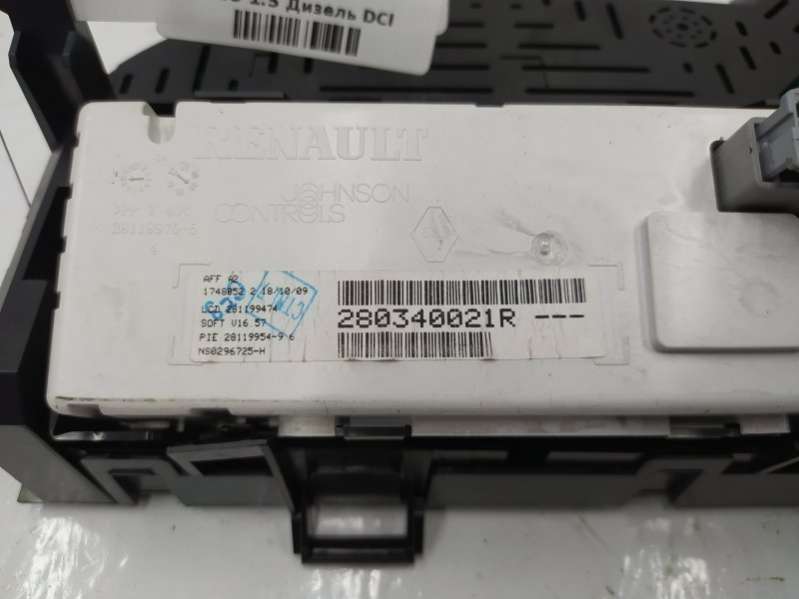 1.5 Дизель DCI
RENAULT
JOHNSON
CONTROLS
AFF A2
1748052 2 18/10/09
LCD 281199474
SOFT V16 57
PIE 28119954-9 6
NS0296725-H
280340021R ---